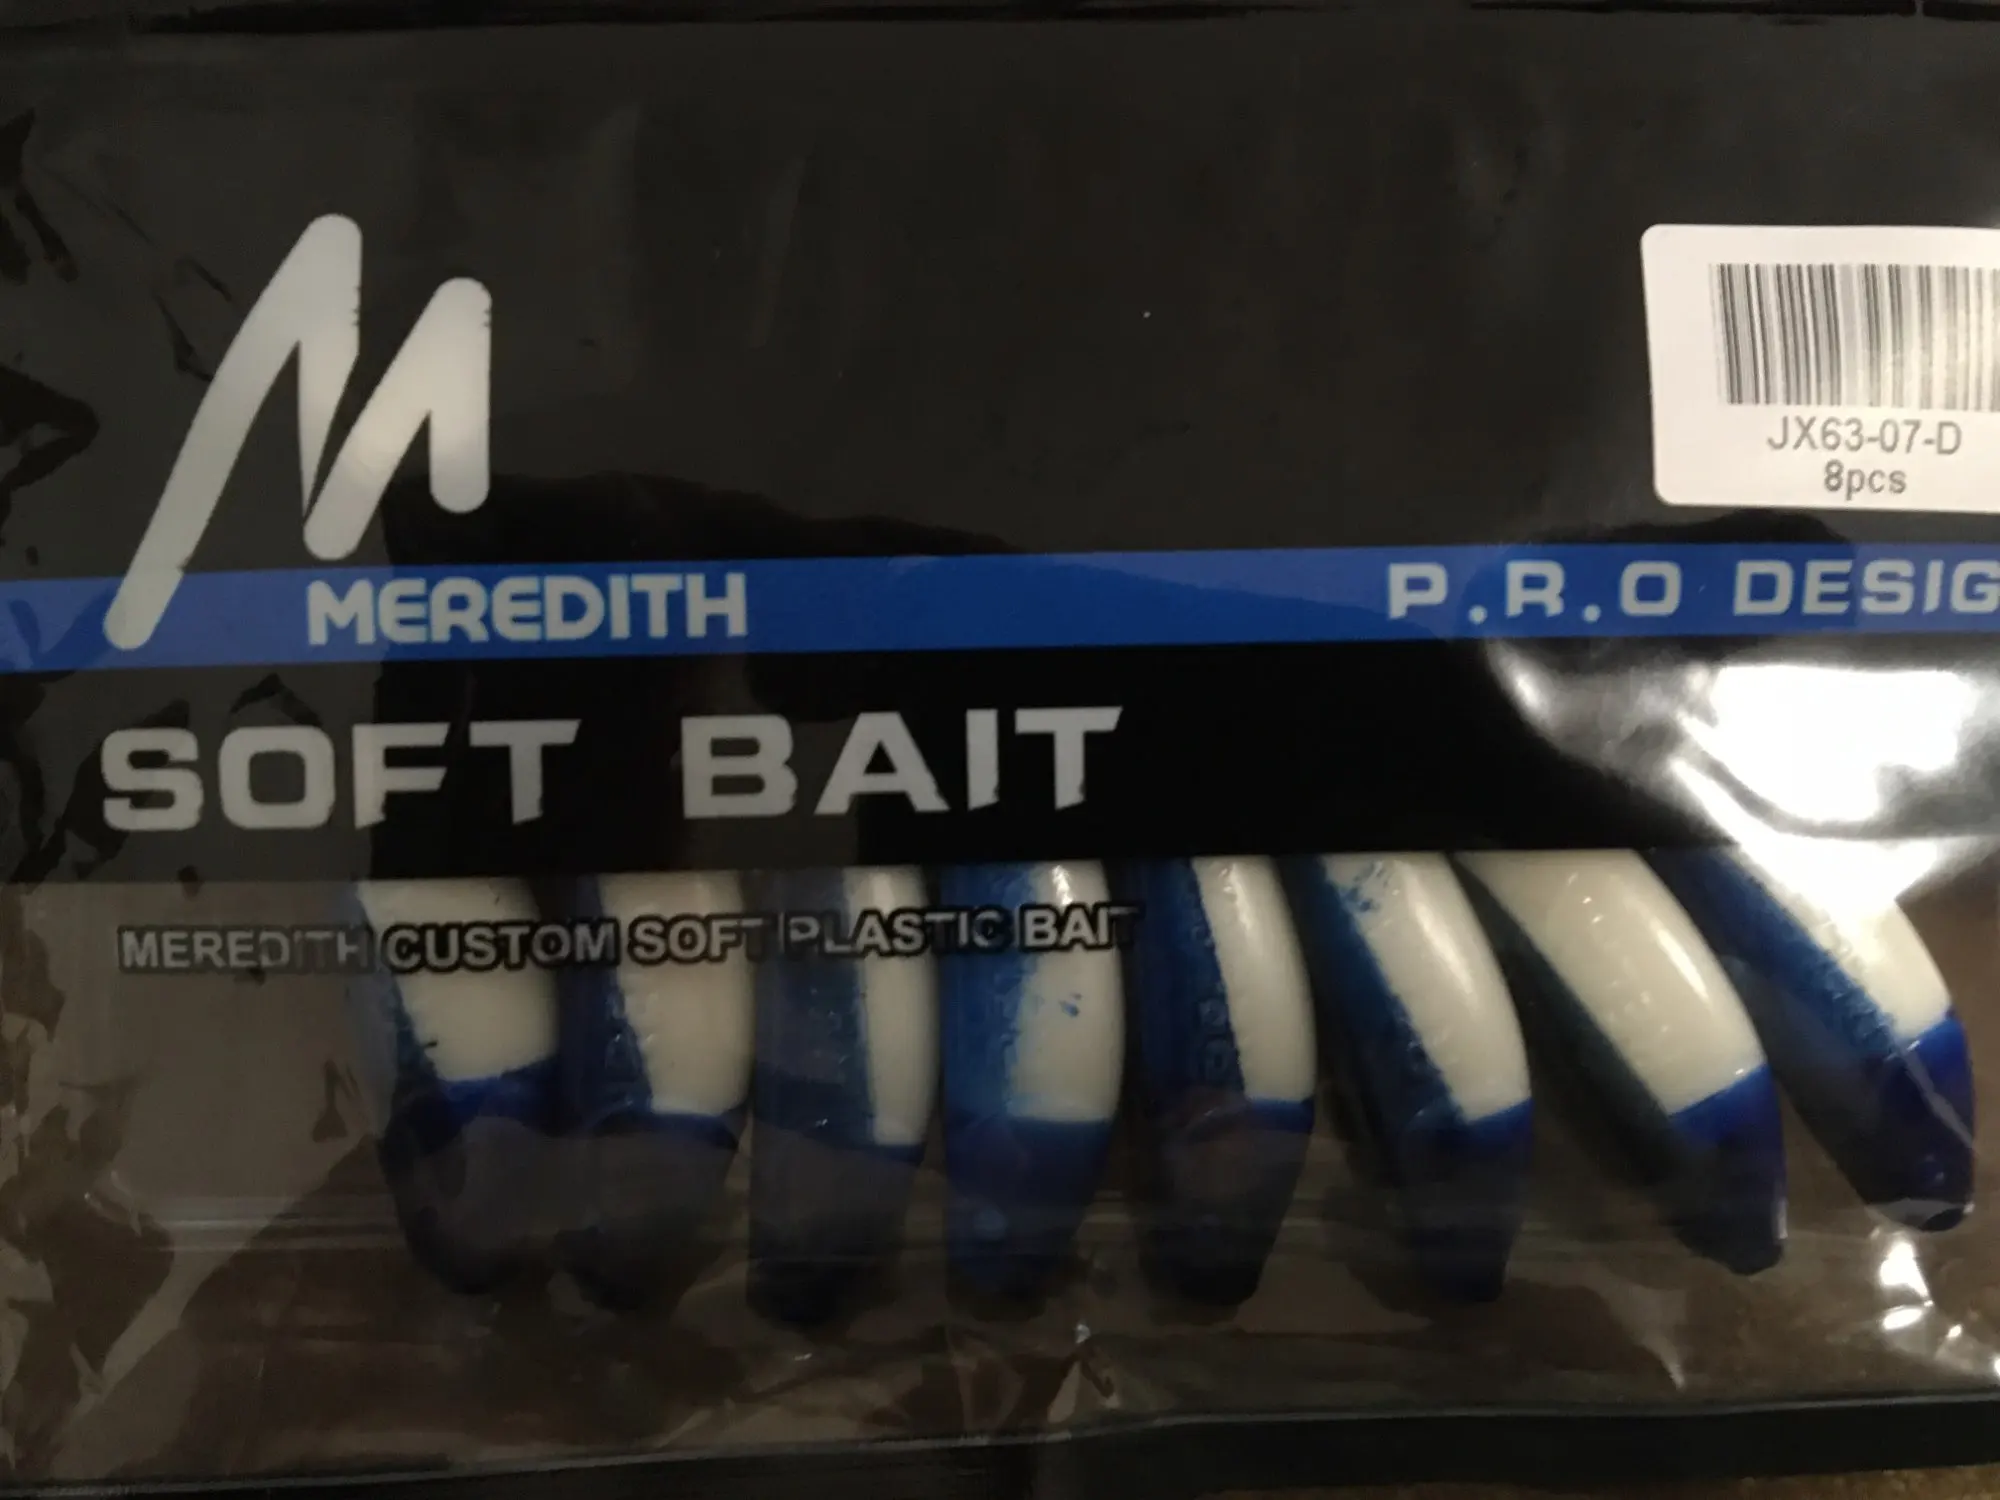 JX63-07-D
8pcs
MEREDITH
P.R.O DESIG
SOFT BAIT
MEREDITH CUSTOM SOFT PLASTIC BAIT